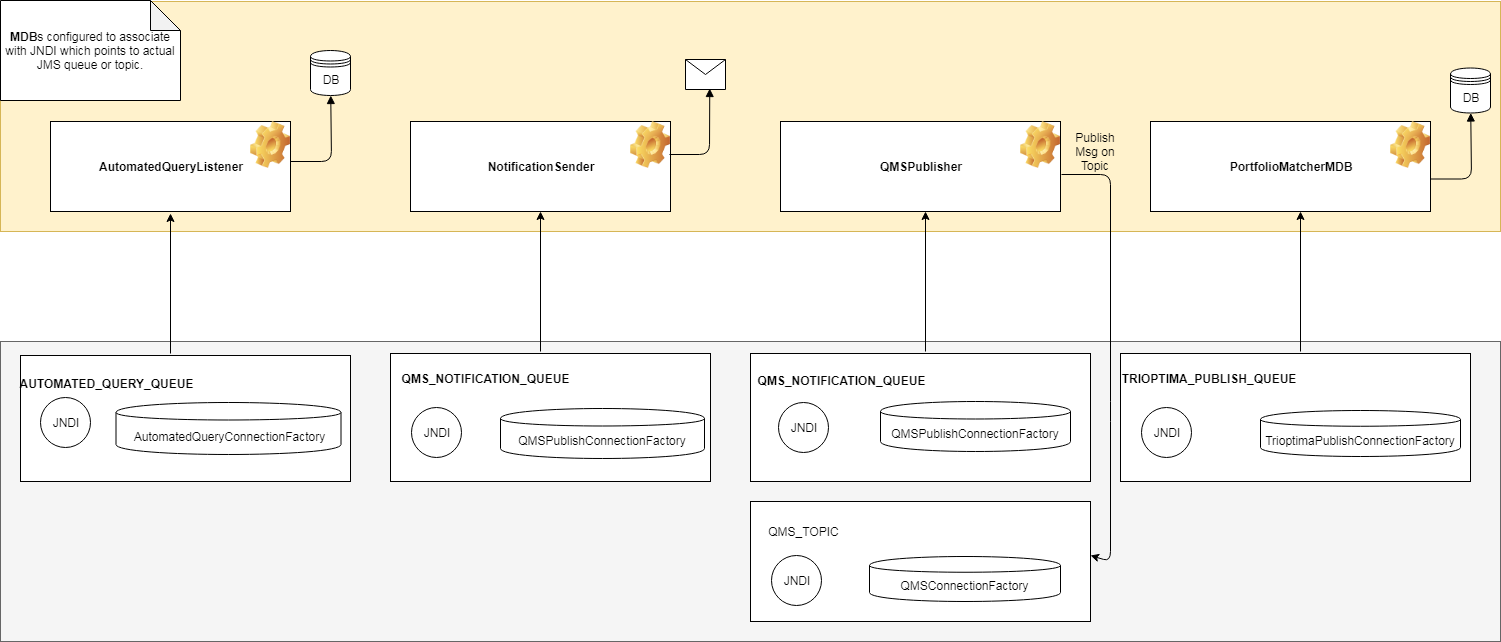 MDBs configured to associate
with JNDI which points to actual
JMS queue or topic.
DB
DB
AutomatedQueryListener
NotificationSender
QMSPublisher
Publish
Msg on
Topic
PortfolioMatcherMDB
AUTOMATED_QUERY_QUEUE
JNDI
AutomatedQueryConnectionFactory
QMS_NOTIFICATION_QUEUE
JNDI
QMSPublishConnectionFactory
QMS_NOTIFICATION_QUEUE
JNDI
QMSPublishConnectionFactory
TRIOPTIMA_PUBLISH_QUEUE
JNDI
TrioptimaPublishConnectionFactory
QMS_TOPIC
JNDI
QMSConnectionFactory